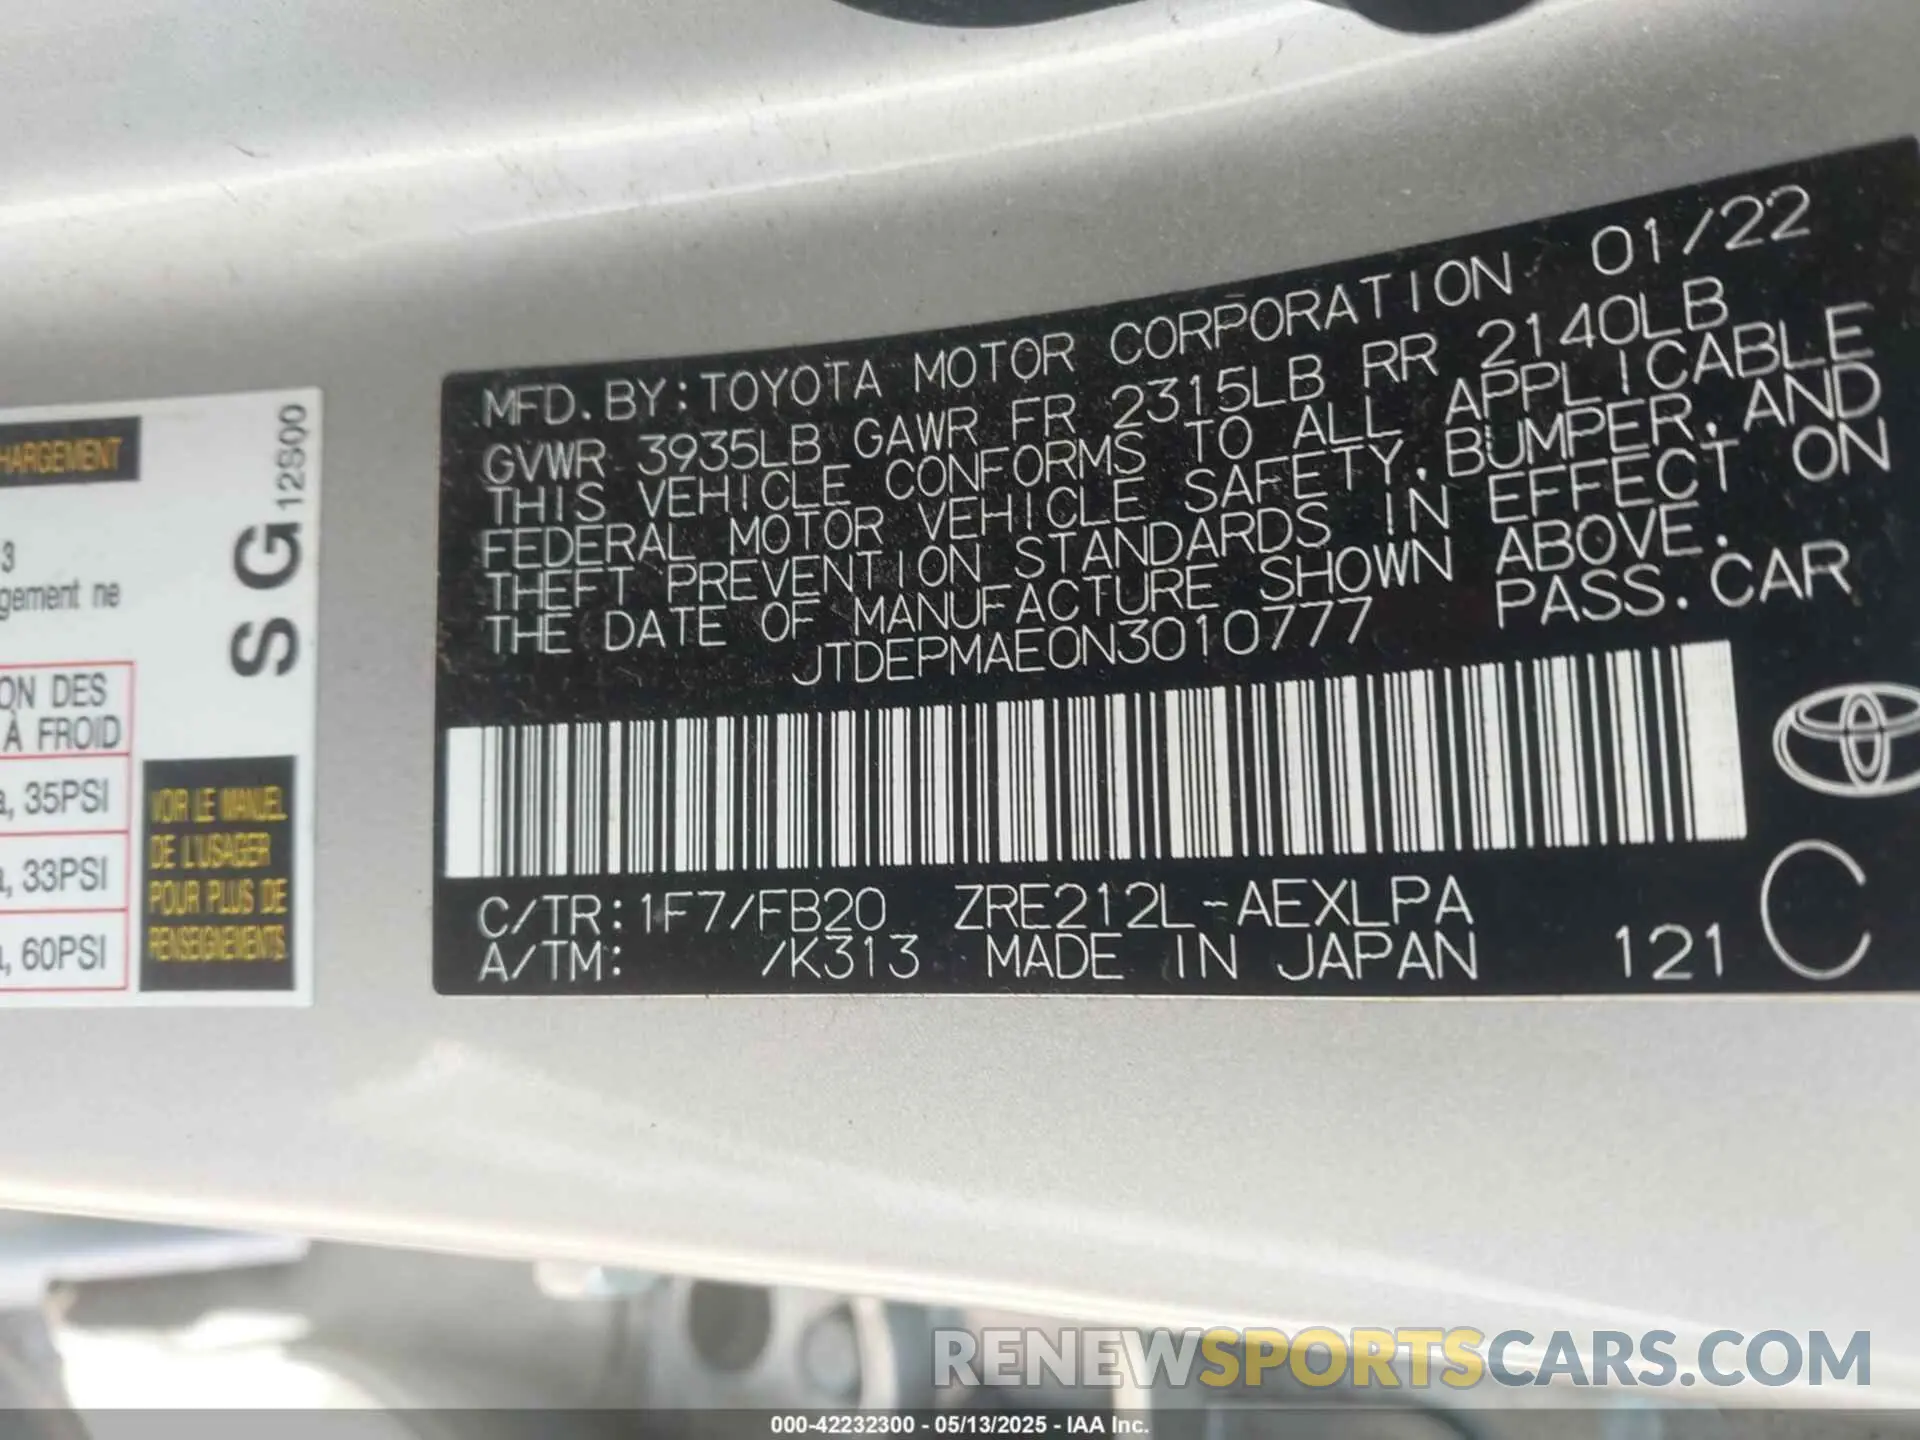 HARGEMENT
3
gement ne
ON DES
À FROID
a, 35PSI
a, 33PSI
a, 60PSI
SG12S00
VOIR LE MANUEL
DE L'USAGER
POUR PLUS DE
RENSEIGNEMENTS
MFD. BY: TOYOTA MOTOR CORPORATION 01/22
GVWR 3935LB GAWR FR 2315LB RR 2140LB
THIS VEHICLE CONFORMS TO ALL APPLICABLE
FEDERAL MOTOR VEHICLE SAFETY, BUMPER, AND
THEFT PREVENTION STANDARDS IN EFFECT ON
THE DATE OF MANUFACTURE SHOWN ABOVE.
JTDEPMAE0N3010777 PASS. CAR
C/TR: 1F7/FB20 ZRE212L-AEXLPA
A/TM: /K313 MADE IN JAPAN 121 C
RENEWSPORTSCARS.COM
000-42232300 - 05/13/2025 - IAA Inc.